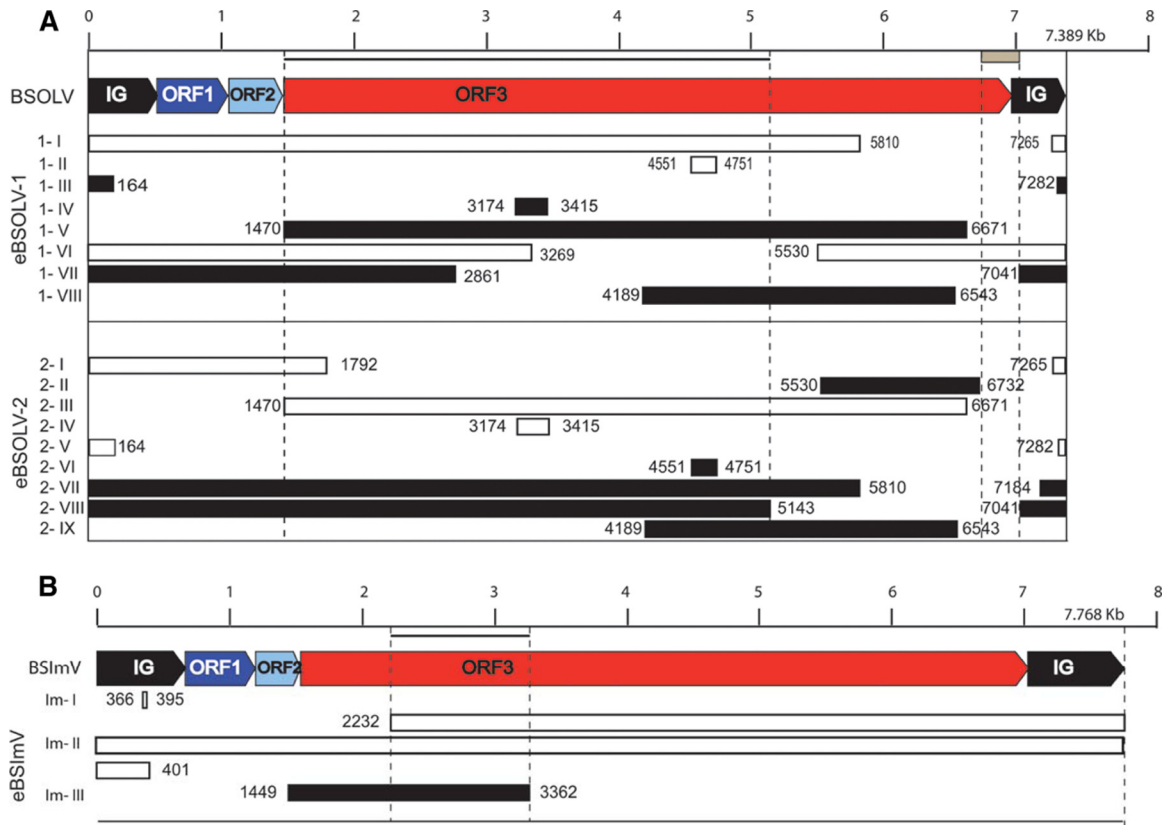 A 0 1 2 3 4 5 6 7 8
7.389 Kb
BSOLV IG ORF1 ORF2 ORF3 IG
eBSOLV-1
1- I 5810 7265
1- II 4551 4751
1- III 164 7282
1- IV 3174 3415
1- V 1470 6671
1- VI 3269 5530
1- VII 2861 7041
1- VIII 4189 6543
eBSOLV-2
2- I 1792 7265
2- II 5530 6732
2- III 1470 6671
2- IV 3174 3415
2- V 164 7282
2- VI 4551 4751
2- VII 5810 7184
2- VIII 5143 7041
2- IX 4189 6543
B 0 1 2 3 4 5 6 7 8
7.768 Kb
BSImV IG ORF1 ORF2 ORF3 IG
eBSImV
Im- I 366 395
2232
Im- II
401
Im- III 1449 3362